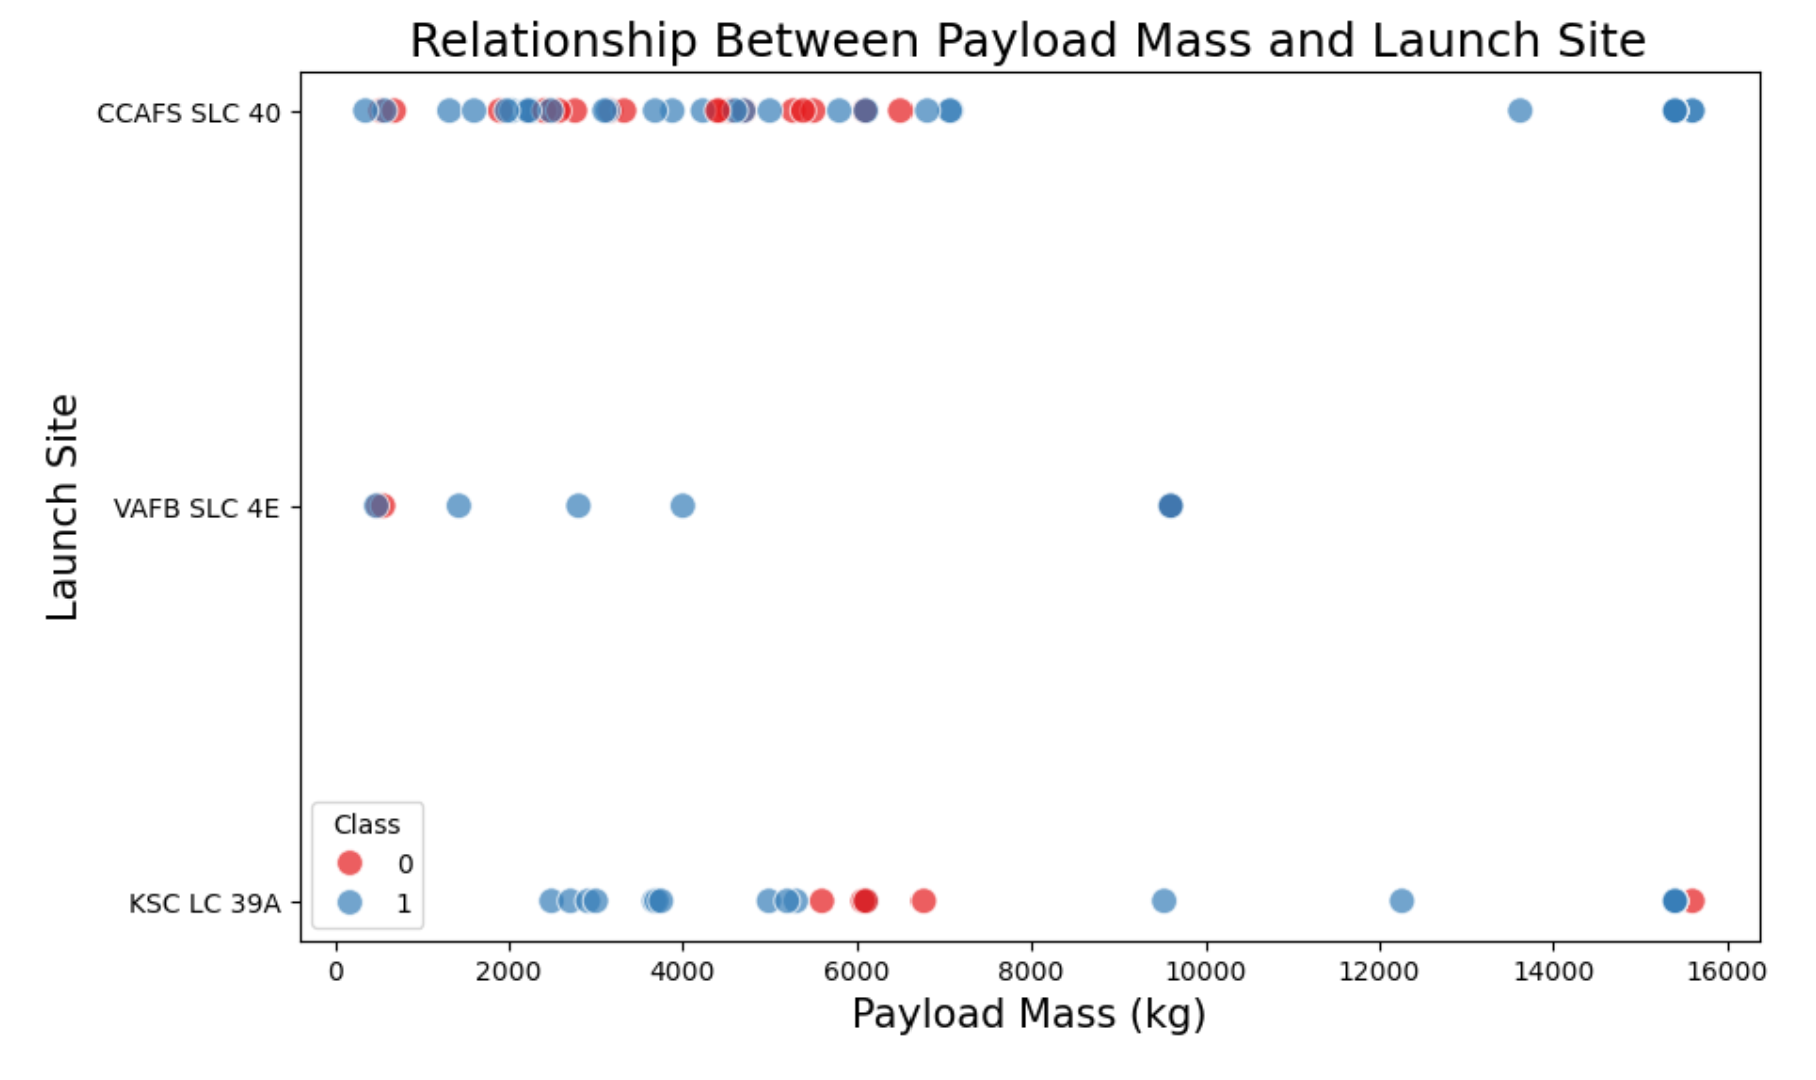 Relationship Between Payload Mass and Launch Site
CCAFS SLC 40
VAFB SLC 4E
KSC LC 39A
Launch Site
Class
0
1
0 2000 4000 6000 8000 10000 12000 14000 16000
Payload Mass (kg)